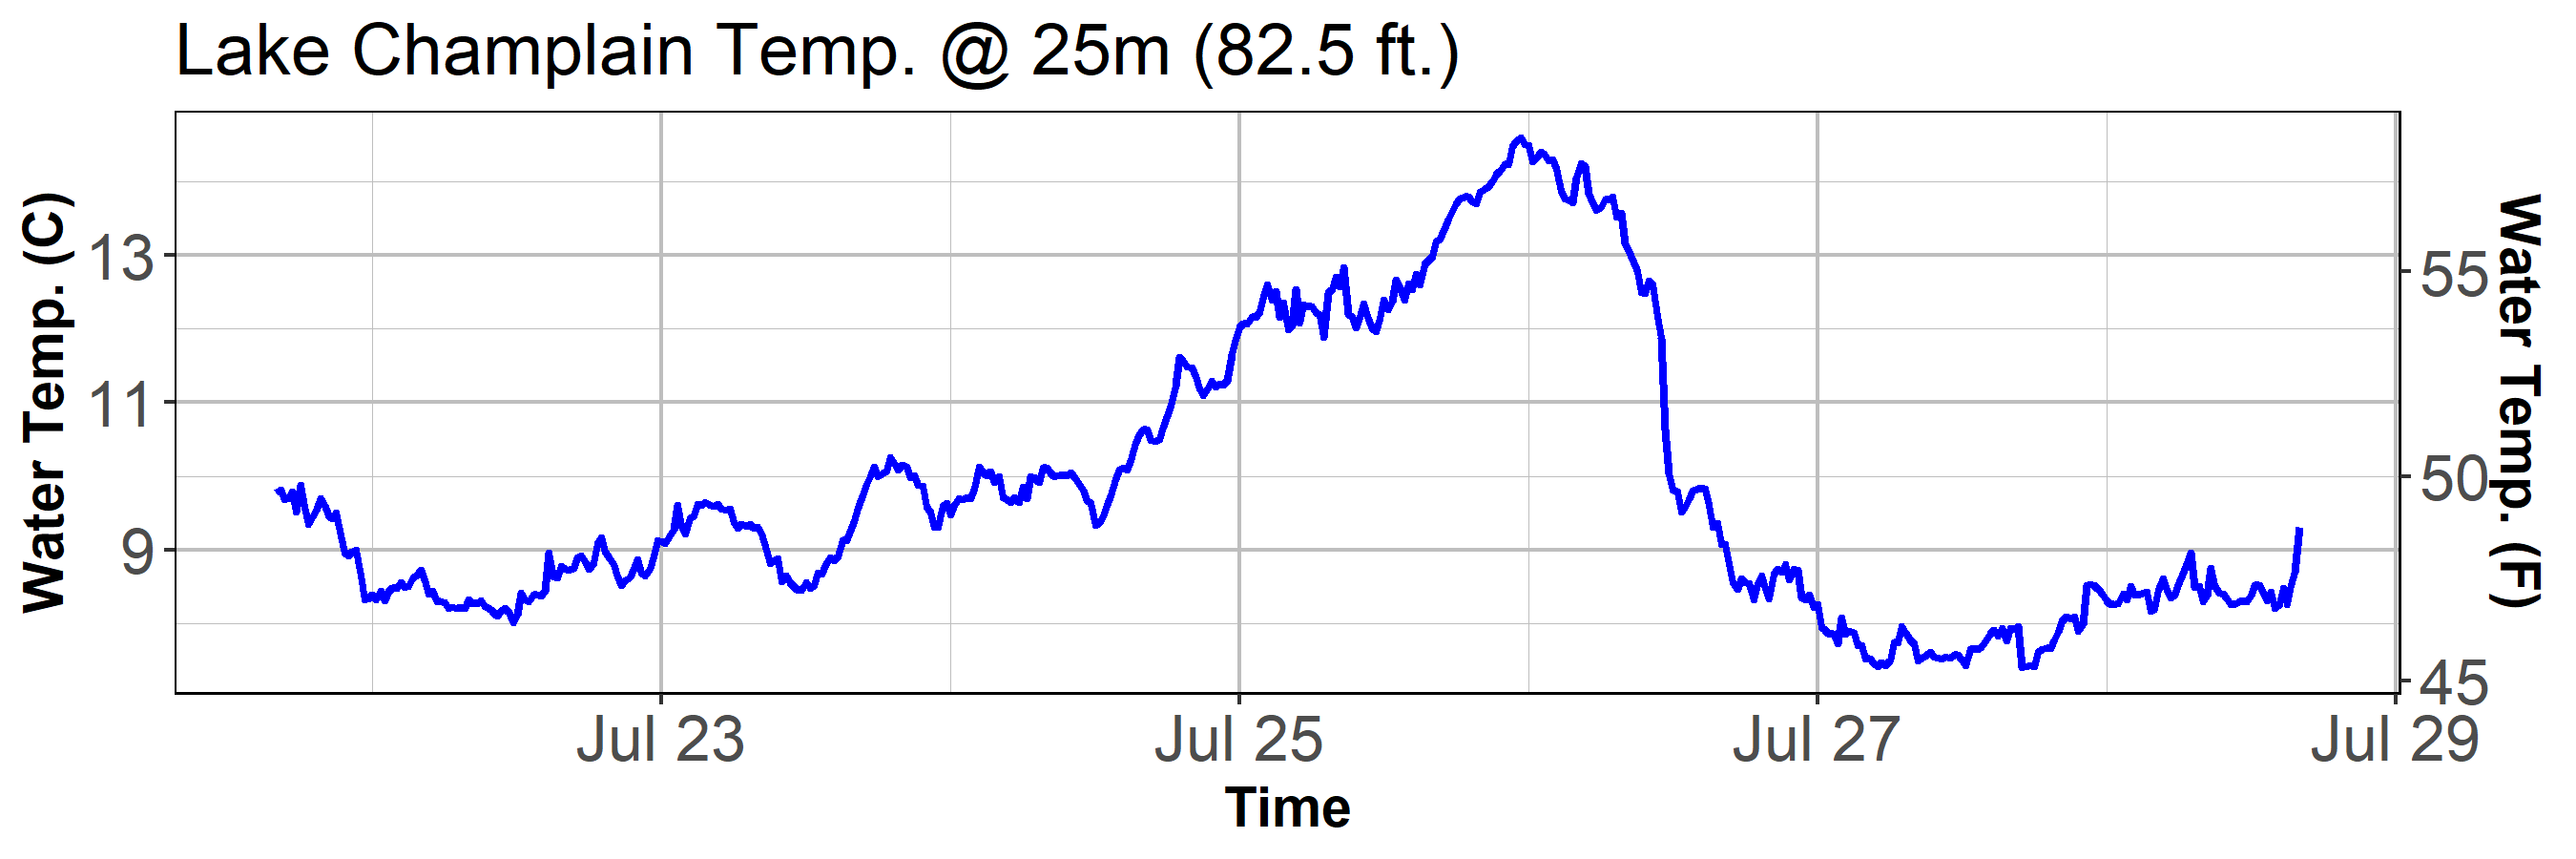 Lake Champlain Temp. @ 25m (82.5 ft.)
Water Temp. (C)
13
11
9
55
50
45
Water Temp. (F)
Jul 23
Jul 25
Jul 27
Jul 29
Time